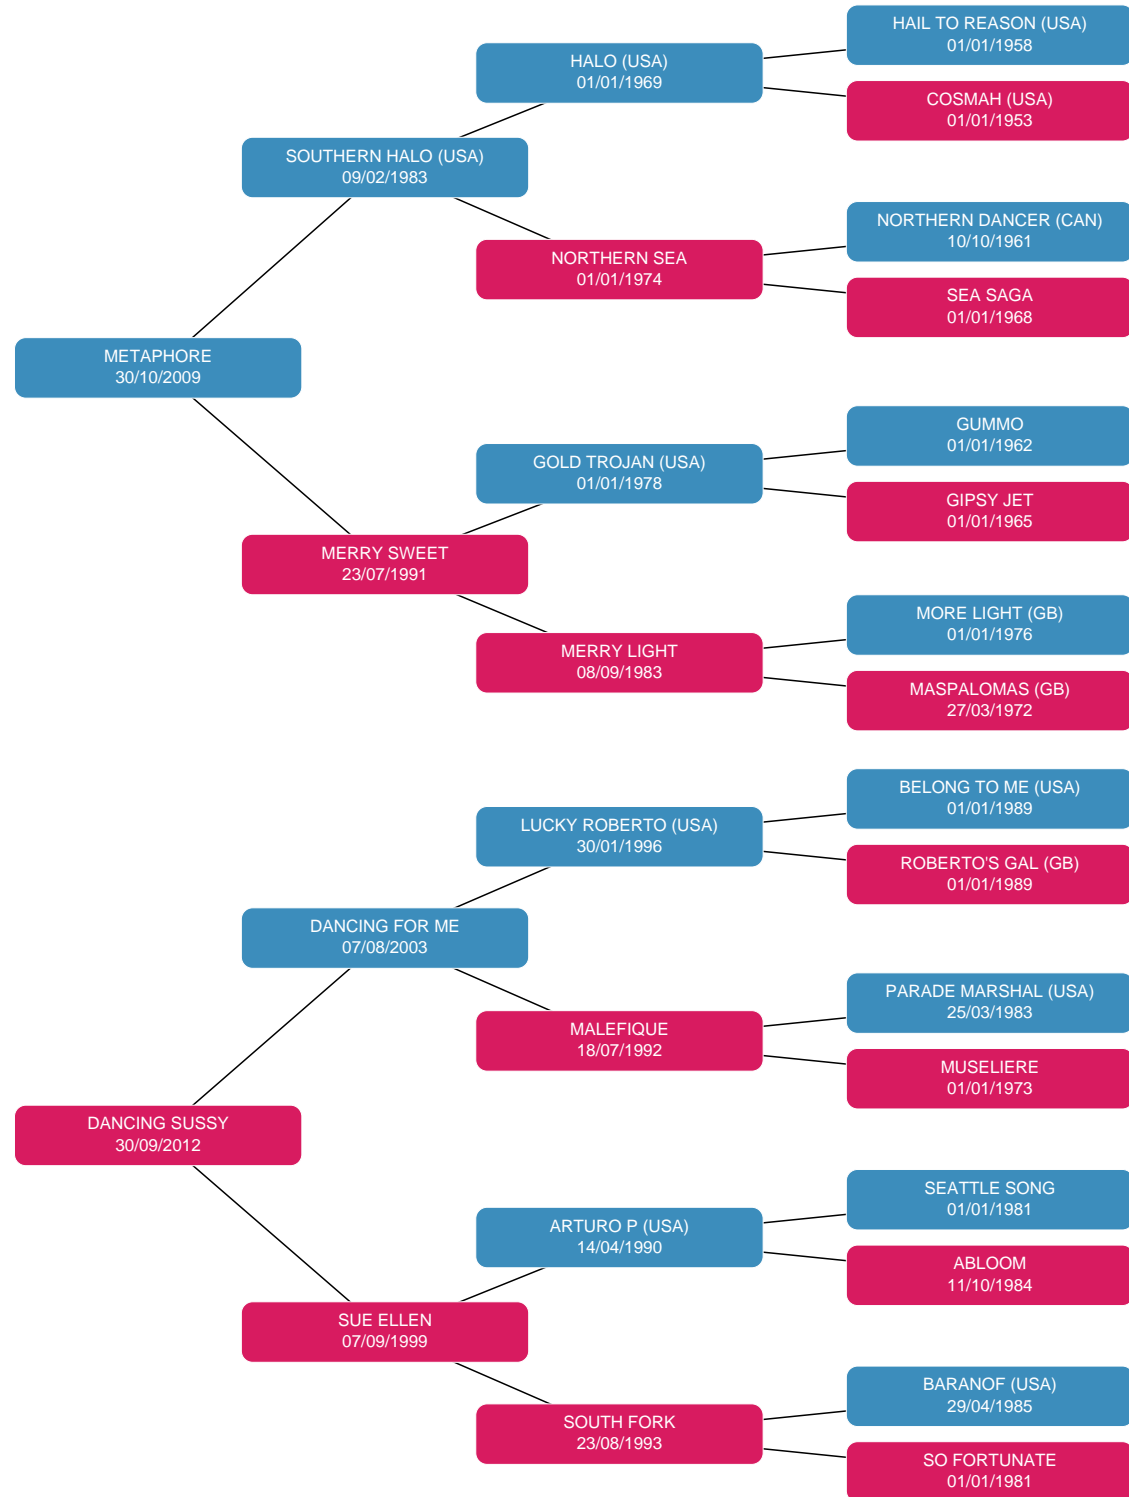 HAIL TO REASON (USA)
01/01/1958
HALO (USA)
01/01/1969
COSMAH (USA)
01/01/1953
SOUTHERN HALO (USA)
09/02/1983
NORTHERN DANCER (CAN)
10/10/1961
NORTHERN SEA
01/01/1974
SEA SAGA
01/01/1968
METAPHORE
30/10/2009
GUMMO
01/01/1962
GOLD TROJAN (USA)
01/01/1978
GIPSY JET
01/01/1965
MERRY SWEET
23/07/1991
MORE LIGHT (GB)
01/01/1976
MERRY LIGHT
08/09/1983
MASPALOMAS (GB)
27/03/1972
BELONG TO ME (USA)
01/01/1989
LUCKY ROBERTO (USA)
30/01/1996
ROBERTO'S GAL (GB)
01/01/1989
DANCING FOR ME
07/08/2003
PARADE MARSHAL (USA)
25/03/1983
MALEFIQUE
18/07/1992
MUSELIERE
01/01/1973
DANCING SUSSY
30/09/2012
SEATTLE SONG
01/01/1981
ARTURO P (USA)
14/04/1990
ABLOOM
11/10/1984
SUE ELLEN
07/09/1999
BARANOF (USA)
29/04/1985
SOUTH FORK
23/08/1993
SO FORTUNATE
01/01/1981